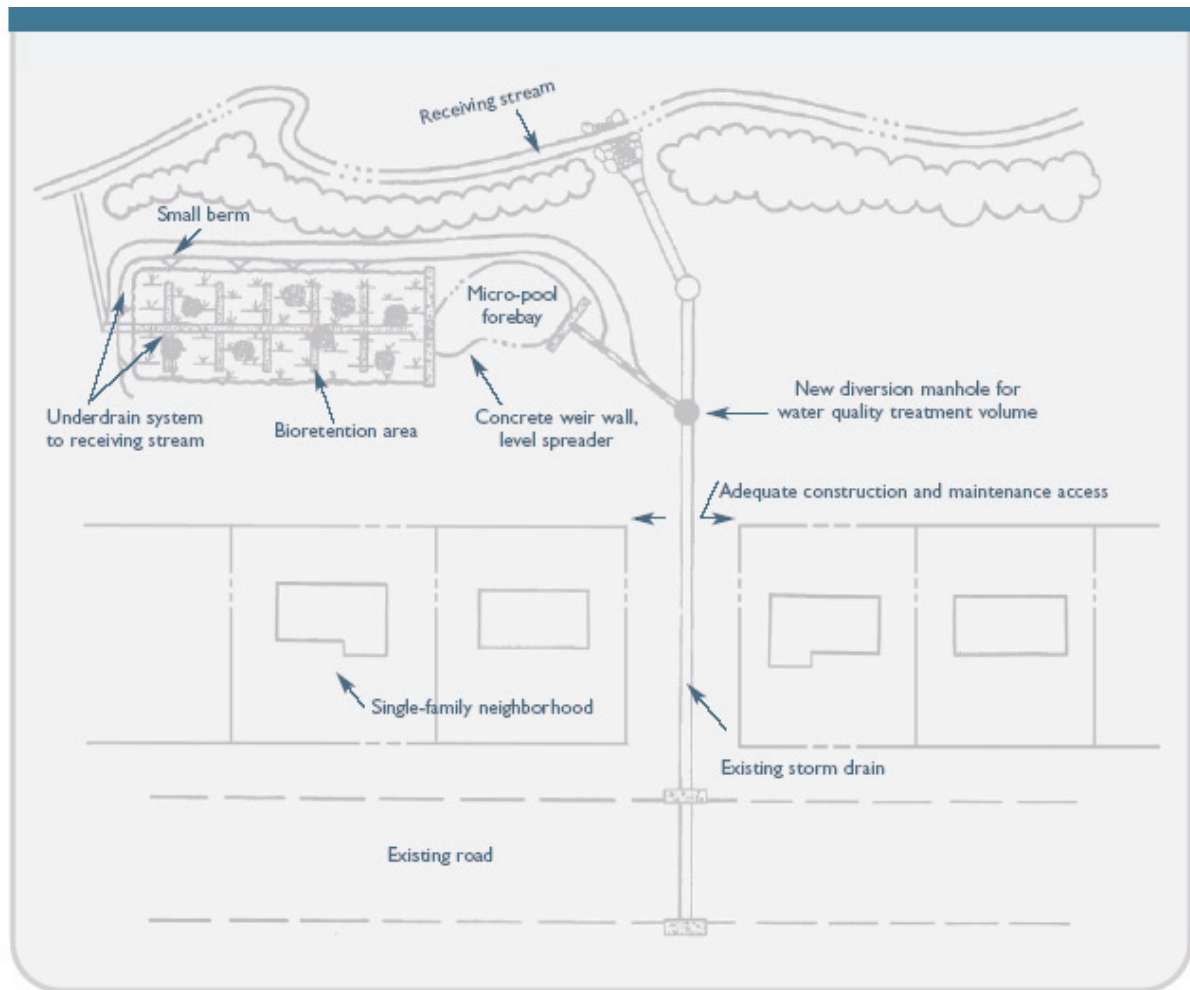 Receiving stream
Small berm
Micro-pool
forebay
Underdrain system
to receiving stream
Bioretention area
Concrete weir wall,
level spreader
New diversion manhole for
water quality treatment volume
Adequate construction and maintenance access
Single-family neighborhood
Existing storm drain
Existing road